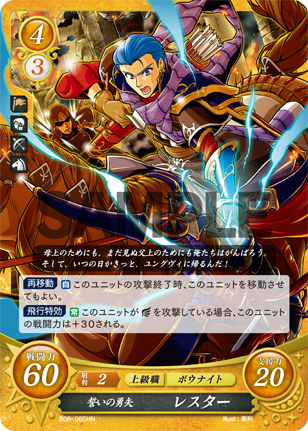 4
3
SAMPLE
母上のためにも、まだ見ぬ父上のためにも俺たちはがんばろう。
そして、いつの日かきっと、ユングヴィに帰るんだ!
再移動 自 このユニットの攻撃終了時、このユニットを移動させ
てもよい。
飛行特効 常 このユニットが を攻撃している場合、このユニット
の戦闘力は+30される。
戦闘力
60
射程 2
上級職
ボウナイト
支援力
20
誓いの勇矢 レスター
B08-065HN